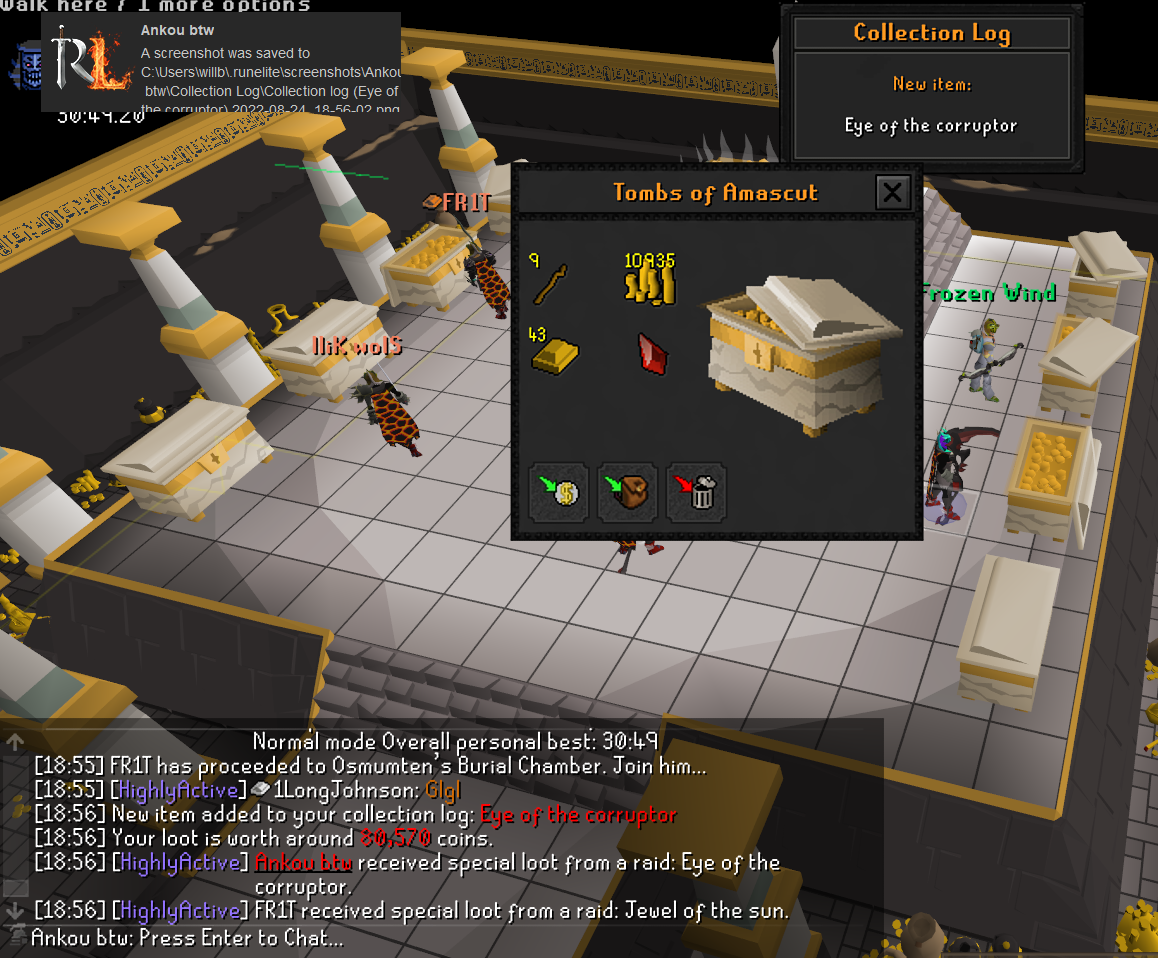 Walk here / 1 more options
RL
Ankou btw
A screenshot was saved to
C:\Users\willb\.runelite\screenshots\Ankou
btw\Collection Log\Collection log (Eye of
the corruptor) 2022-08-24_18-56-02.png
30:49.20
Collection Log
New item:
Eye of the corruptor
FR1T
Tombs of Amascut
9
10935
43
Frozen Wind
Normal mode Overall personal best: 30:49
[18:55] FR1T has proceeded to Osmumten's Burial Chamber. Join him...
[18:55] [HighlyActive] 1LongJohnson: Glgl
[18:56] New item added to your collection log: Eye of the corruptor
[18:56] Your loot is worth around 80,570 coins.
[18:56] [HighlyActive] Ankou btw received special loot from a raid: Eye of the
corruptor.
[18:56] [HighlyActive] FR1T received special loot from a raid: Jewel of the sun.
Ankou btw: Press Enter to Chat...